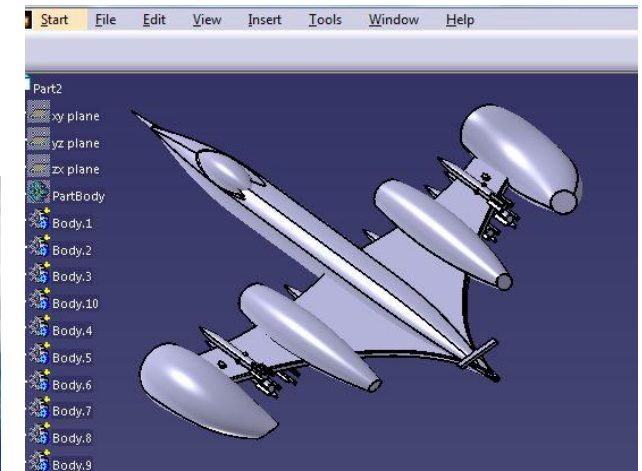 Start File Edit View Insert Tools Window Help
Part2
xy plane
yz plane
zx plane
PartBody
Body.1
Body.2
Body.3
Body.10
Body.4
Body.5
Body.6
Body.7
Body.8
Body.9